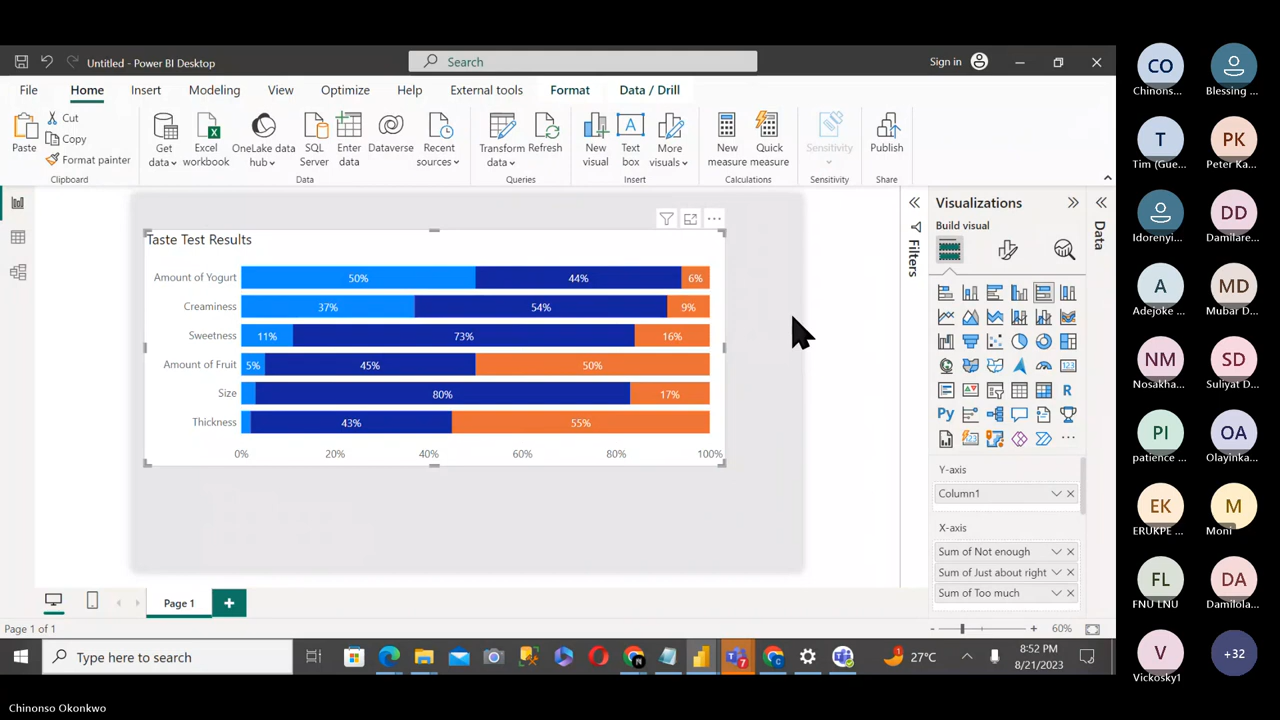 Untitled - Power BI Desktop
Search
Sign in
File Home Insert Modeling View Optimize Help External tools Format Data / Drill
Paste
Cut
Copy
Format painter
Clipboard
Get data
Excel workbook
OneLake data hub
SQL Server
Enter data
Dataverse
Recent sources
Data
Transform data
Refresh
Queries
New visual
Text box
More visuals
Insert
New measure
Quick measure
Calculations
Sensitivity
Sensitivity
Publish
Share
Taste Test Results
Amount of Yogurt 50% 44% 6%
Creaminess 37% 54% 9%
Sweetness 11% 73% 16%
Amount of Fruit 5% 45% 50%
Size 80% 17%
Thickness 43% 55%
0% 20% 40% 60% 80% 100%
Filters
Visualizations
Build visual
Data
123
R
Py
Y-axis
Column1
X-axis
Sum of Not enough
Sum of Just about right
Sum of Too much
Page 1
Page 1 of 1
60%
Type here to search
27°C
8:52 PM
8/21/2023
Chinonso Okonkwo
CO
Chinons...
Blessing ...
T
Tim (Gue...
PK
Peter Ka...
Idorenyi...
DD
Damilare...
A
Adejoke ...
MD
Mubar D...
NM
Nosakha...
SD
Suliyat D...
PI
patience ...
OA
Olayinka...
EK
ERUKPE ...
M
Moni
FL
FNU LNU
DA
Damilola...
V
Vickosky1
+32